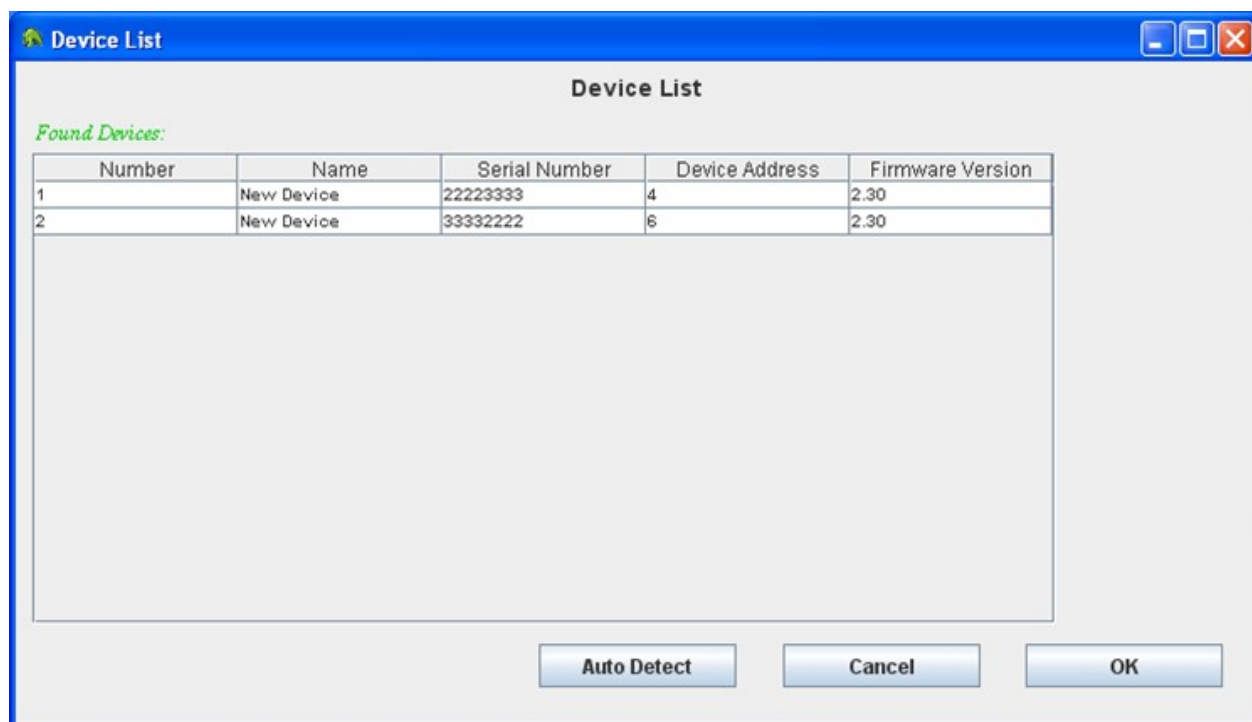 Device List
Device List
Found Devices:
Number Name Serial Number Device Address Firmware Version
1 New Device 22223333 4 2.30
2 New Device 33332222 6 2.30
Auto Detect Cancel OK